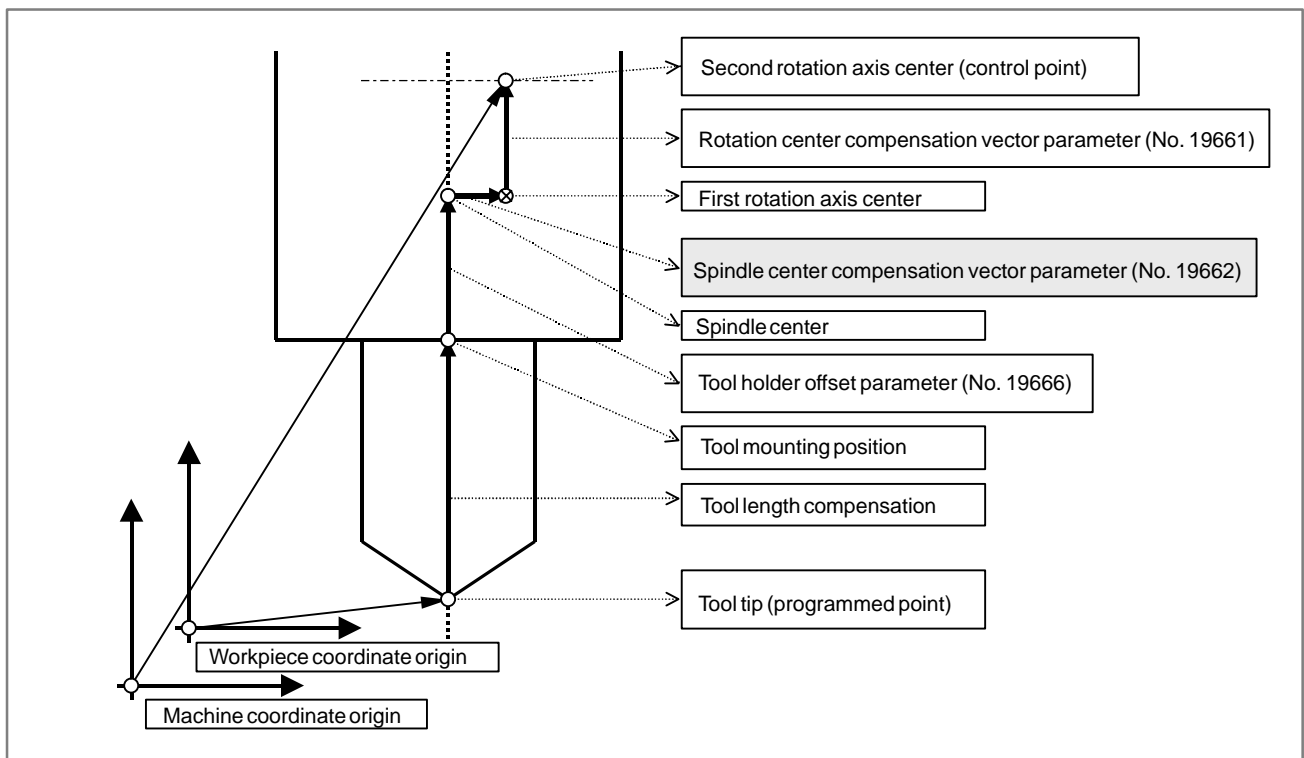 Second rotation axis center (control point)
Rotation center compensation vector parameter (No. 19661)
First rotation axis center
Spindle center compensation vector parameter (No. 19662)
Spindle center
Tool holder offset parameter (No. 19666)
Tool mounting position
Tool length compensation
Tool tip (programmed point)
Workpiece coordinate origin
Machine coordinate origin